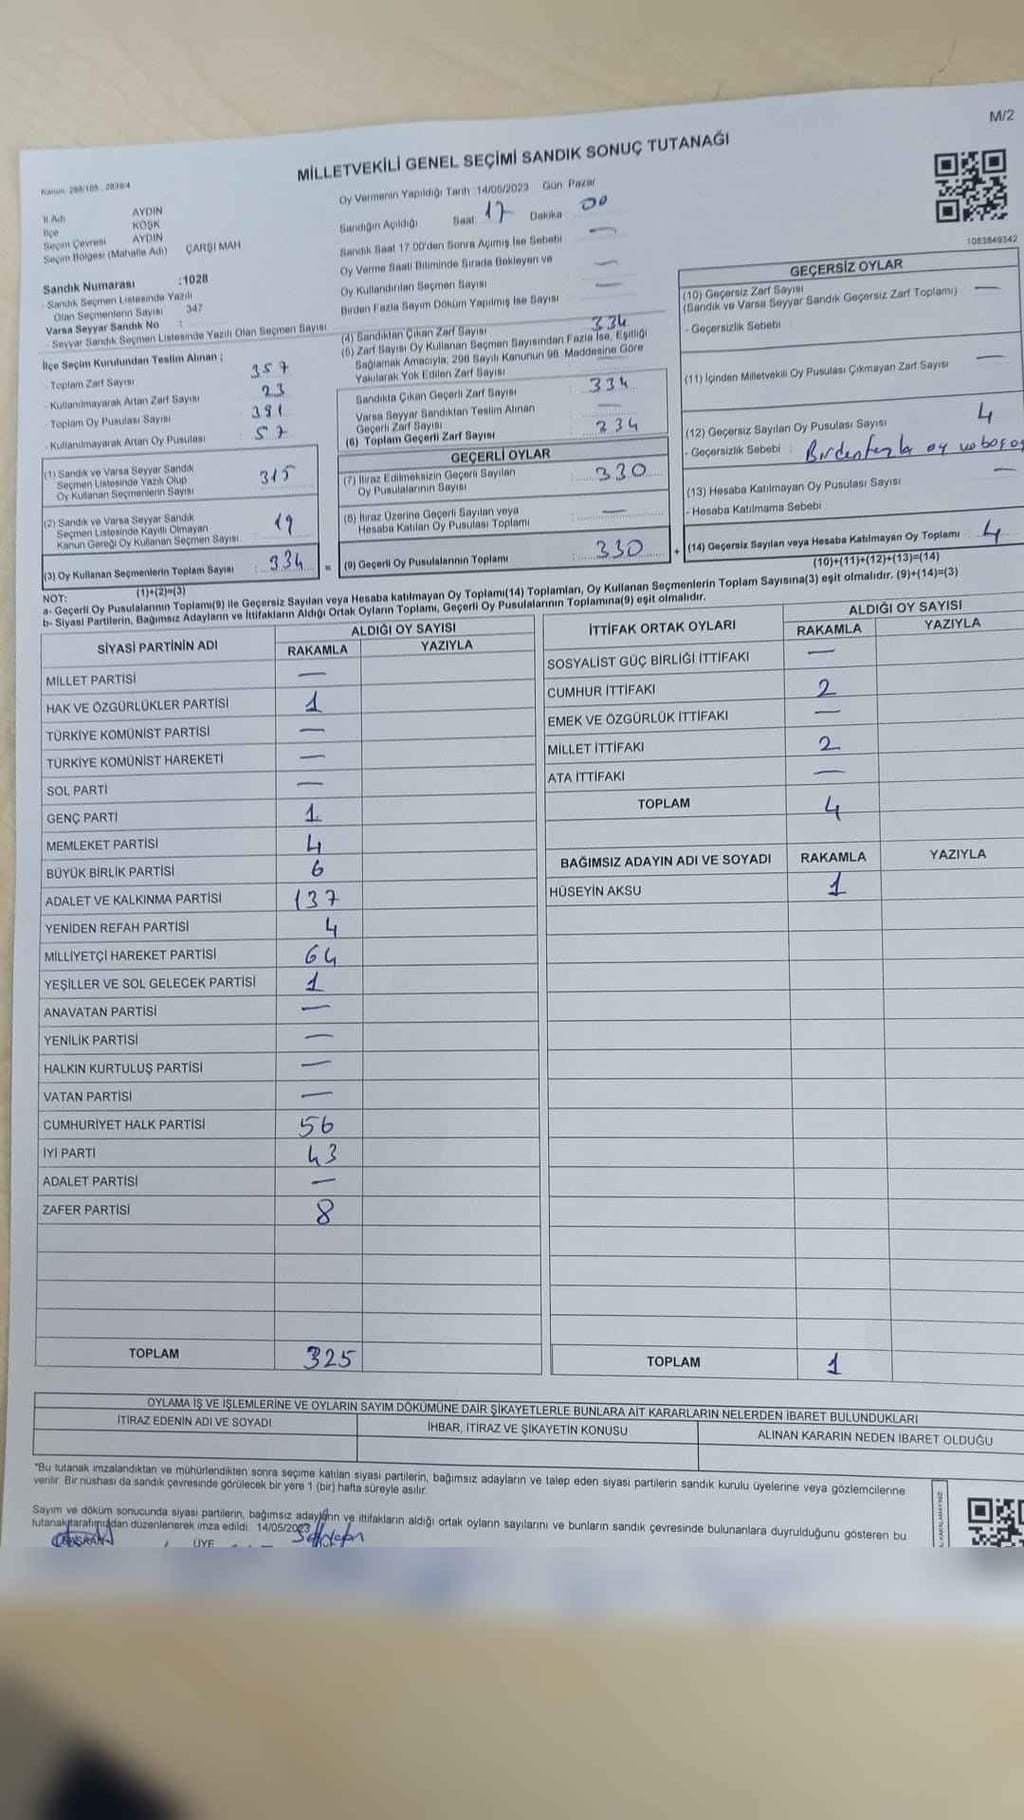 M/2
MİLLETVEKİLİ GENEL SEÇİMİ SANDIK SONUÇ TUTANAĞI
İl Adı AYDIN
İlçe KÖŞK
Seçim Çevresi AYDIN
Seçim Bölgesi (Mahalle Adı) ÇARŞI MAH
Oy Vermenin Yapıldığı Tarih 14/05/2023 Gün Pazar
Sandığın Açıldığı Saat 17 Dakika 00
Sandık Saat 17.00'den Sonra Açılmış İse Sebebi —
Oy Verme Saati Bitiminde Sırada Bekleyen ve
Oy Kullandırılan Seçmen Sayısı —
Birden Fazla Sayım Döküm Yapılmış İse Sayısı —
1083849342
Sandık Numarası :1028
- Sandık Seçmen Listesinde Yazılı
Olan Seçmenlerin Sayısı 347
Varsa Seyyar Sandık No :
- Seyyar Sandık Seçmen Listesinde Yazılı Olan Seçmen Sayısı
İlçe Seçim Kurulundan Teslim Alınan ;
- Toplam Zarf Sayısı 357
- Kullanılmayarak Artan Zarf Sayısı 23
- Toplam Oy Pusulası Sayısı 391
- Kullanılmayarak Artan Oy Pusulası 57
(1) Sandık ve Varsa Seyyar Sandık
Seçmen Listesinde Yazılı Olup
Oy Kullanan Seçmenlerin Sayısı 315
(2) Sandık ve Varsa Seyyar Sandık
Seçmen Listesinde Kayıtlı Olmayan
Kanun Gereği Oy Kullanan Seçmen Sayısı 19
(3) Oy Kullanan Seçmenlerin Toplam Sayısı 334
(1)+(2)=(3)
(4) Sandıktan Çıkan Zarf Sayısı 334
(5) Zarf Sayısı Oy Kullanan Seçmen Sayısından Fazla İse, Eşitliği
Sağlamak Amacıyla, 298 Sayılı Kanunun 98. Maddesine Göre
Yakılarak Yok Edilen Zarf Sayısı
Sandıkta Çıkan Geçerli Zarf Sayısı 334
Varsa Seyyar Sandıktan Teslim Alınan
Geçerli Zarf Sayısı —
(6) Toplam Geçerli Zarf Sayısı 334
GEÇERLİ OYLAR
(7) İtiraz Edilmeksizin Geçerli Sayılan
Oy Pusulalarının Sayısı 330
(8) İtiraz Üzerine Geçerli Sayılan veya
Hesaba Katılan Oy Pusulası Toplamı —
= (9) Geçerli Oy Pusulalarının Toplamı 330 +
GEÇERSİZ OYLAR
(10) Geçersiz Zarf Sayısı —
(Sandık ve Varsa Seyyar Sandık Geçersiz Zarf Toplamı)
- Geçersizlik Sebebi
(11) İçinden Milletvekili Oy Pusulası Çıkmayan Zarf Sayısı —
(12) Geçersiz Sayılan Oy Pusulası Sayısı 4
- Geçersizlik Sebebi : Birden fazla oy ve boş oy
(13) Hesaba Katılmayan Oy Pusulası Sayısı —
- Hesaba Katılmama Sebebi
(14) Geçersiz Sayılan veya Hesaba Katılmayan Oy Toplamı 4
(10)+(11)+(12)+(13)=(14)
NOT:
a- Geçerli Oy Pusulalarının Toplamı(9) ile Geçersiz Sayılan veya Hesaba katılmayan Oy Toplamı(14) Toplamları, Oy Kullanan Seçmenlerin Toplam Sayısına(3) eşit olmalıdır. (9)+(14)=(3)
b- Siyasi Partilerin, Bağımsız Adayların ve İttifakların Aldığı Ortak Oyların Toplamı, Geçerli Oy Pusulalarının Toplamına(9) eşit olmalıdır.
SİYASİ PARTİNİN ADI ALDIĞI OY SAYISI
RAKAMLA YAZIYLA
MİLLET PARTİSİ —
HAK VE ÖZGÜRLÜKLER PARTİSİ 1
TÜRKİYE KOMÜNİST PARTİSİ —
TÜRKİYE KOMÜNİST HAREKETİ —
SOL PARTİ —
GENÇ PARTİ 1
MEMLEKET PARTİSİ 4
BÜYÜK BİRLİK PARTİSİ 6
ADALET VE KALKINMA PARTİSİ 137
YENİDEN REFAH PARTİSİ 4
MİLLİYETÇİ HAREKET PARTİSİ 64
YEŞİLLER VE SOL GELECEK PARTİSİ 1
ANAVATAN PARTİSİ —
YENİLİK PARTİSİ —
HALKIN KURTULUŞ PARTİSİ —
VATAN PARTİSİ —
CUMHURİYET HALK PARTİSİ 56
İYİ PARTİ 43
ADALET PARTİSİ —
ZAFER PARTİSİ 8
TOPLAM 325
İTTİFAK ORTAK OYLARI ALDIĞI OY SAYISI
RAKAMLA YAZIYLA
SOSYALİST GÜÇ BİRLİĞİ İTTİFAKI —
CUMHUR İTTİFAKI 2
EMEK VE ÖZGÜRLÜK İTTİFAKI —
MİLLET İTTİFAKI 2
ATA İTTİFAKI —
TOPLAM 4
BAĞIMSIZ ADAYIN ADI VE SOYADI RAKAMLA YAZIYLA
HÜSEYİN AKSU 1
TOPLAM 1
OYLAMA İŞ VE İŞLEMLERİNE VE OYLARIN SAYIM DÖKÜMÜNE DAİR ŞİKAYETLERLE BUNLARA AİT KARARLARIN NELERDEN İBARET BULUNDUKLARI
İTİRAZ EDENİN ADI VE SOYADI İHBAR, İTİRAZ VE ŞİKAYETİN KONUSU ALINAN KARARIN NEDEN İBARET OLDUĞU
"Bu tutanak imzalandıktan ve mühürlendikten sonra seçime katılan siyasi partilerin, bağımsız adayların ve talep eden siyasi partilerin sandık kurulu üyelerine veya gözlemcilerine
verilir. Bir nüshası da sandık çevresinde görülecek bir yere 1 (bir) hafta süreyle asılır.
Sayım ve döküm sonucunda siyasi partilerin, bağımsız adayların ve ittifakların aldığı ortak oyların sayılarını ve bunların sandık çevresinde bulunanlara duyrulduğunu gösteren bu
tutanak tarafımızdan düzenlenerek imza edildi. 14/05/2023
ÜYE